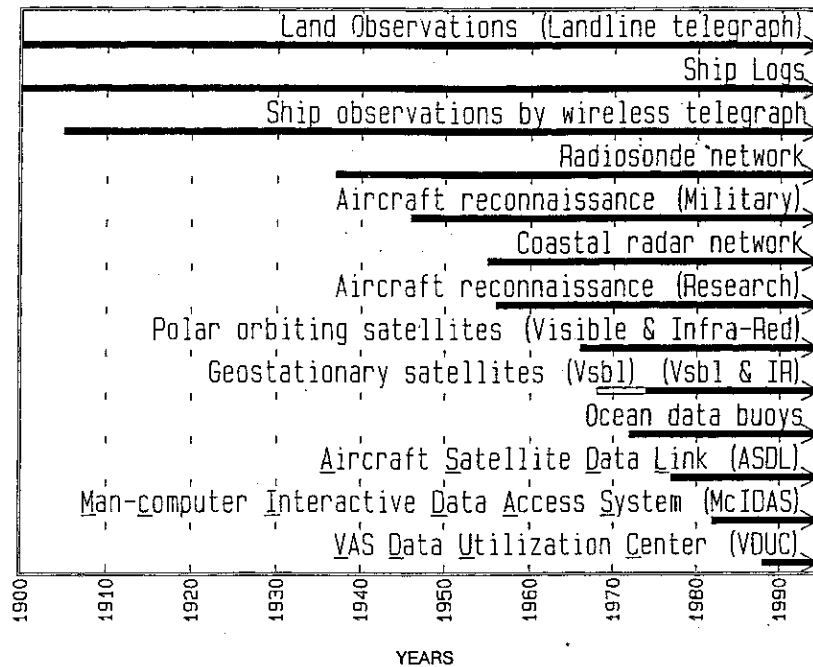 Land Observations (Landline telegraph)
Ship Logs
Ship observations by wireless telegraph
Radiosonde network
Aircraft reconnaissance (Military)
Coastal radar network
Aircraft reconnaissance (Research)
Polar orbiting satellites (Visible & Infra-Red)
Geostationary satellites (Vsbl) (Vsbl & IR)
Ocean data buoys
Aircraft Satellite Data Link (ASDL)
Man-computer Interactive Data Access System (McIDAS)
VAS Data Utilization Center (VDUC)
1900 1910 1920 1930 1940 1950 1960 1970 1980 1990
YEARS